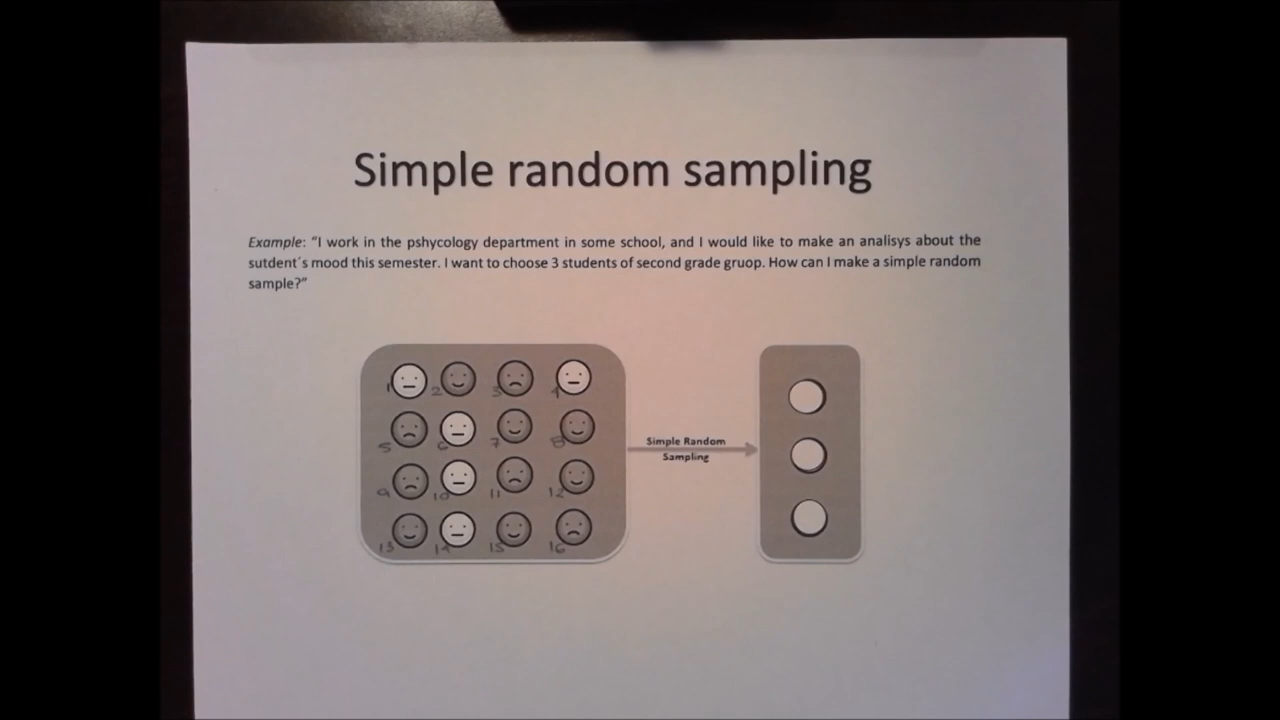 Simple random sampling
Example: “I work in the pshycology department in some school, and I would like to make an analisys about the
sutdent´s mood this semester. I want to choose 3 students of second grade gruop. How can I make a simple random
sample?”
1 2 3 4
5 6 7 8
9 10 11 12
13 14 15 16
Simple Random
Sampling